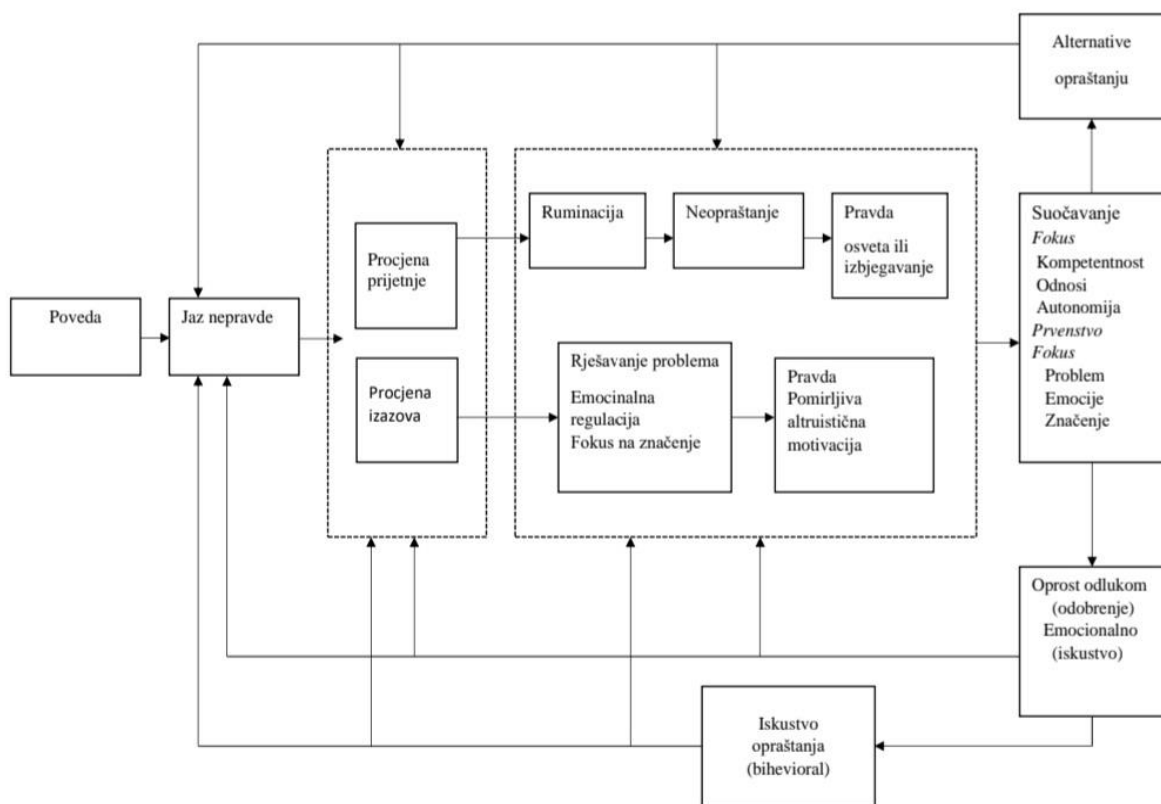 Alternative
opraštanju
Ruminacija
Neopraštanje
Pravda
osveta ili
izbjegavanje
Procjena
prijetnje
Suočavanje
Fokus
Kompetentnost
Odnosi
Autonomija
Prvenstvo
Fokus
Problem
Emocije
Značenje
Poveda
Jaz nepravde
Procjena
izazova
Rješavanje problema
Emocinalna
regulacija
Fokus na značenje
Pravda
Pomirljiva
altruistična
motivacija
Oprost odlukom
(odobrenje)
Emocionalno
(iskustvo)
Iskustvo
opraštanja
(bihevioral)